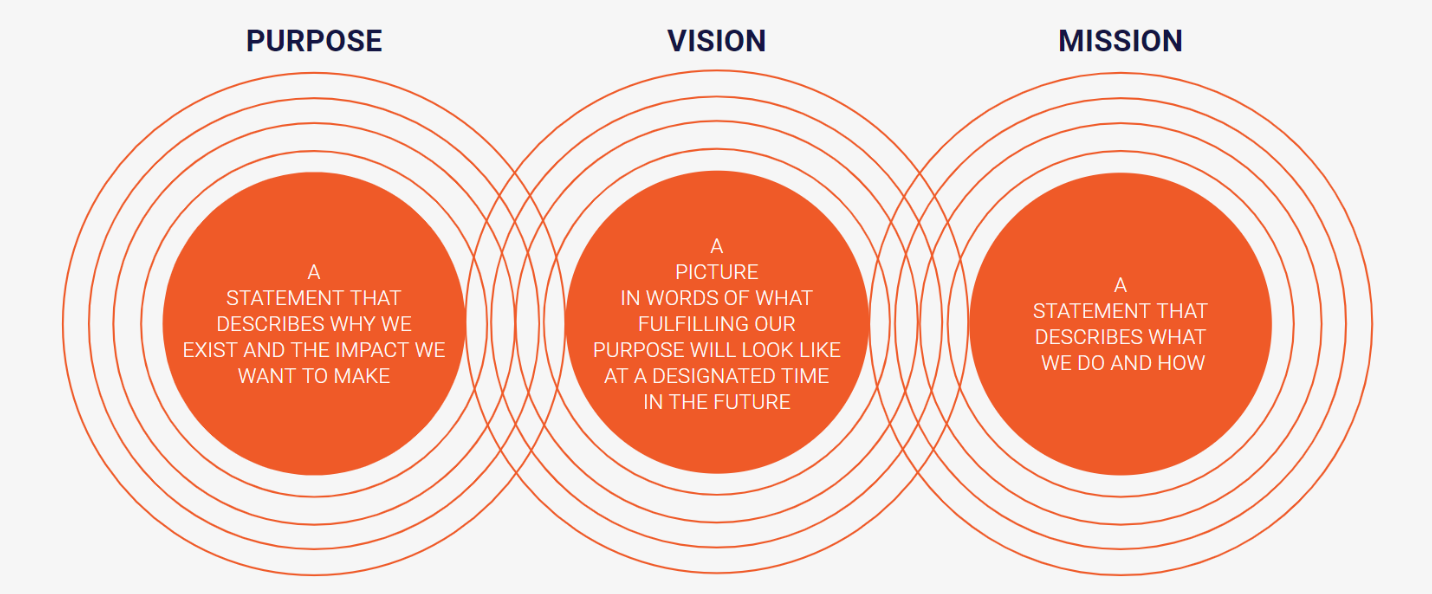 PURPOSE
A
STATEMENT THAT
DESCRIBES WHY WE
EXIST AND THE IMPACT WE
WANT TO MAKE
VISION
A
PICTURE
IN WORDS OF WHAT
FULFILLING OUR
PURPOSE WILL LOOK LIKE
AT A DESIGNATED TIME
IN THE FUTURE
MISSION
A
STATEMENT THAT
DESCRIBES WHAT
WE DO AND HOW